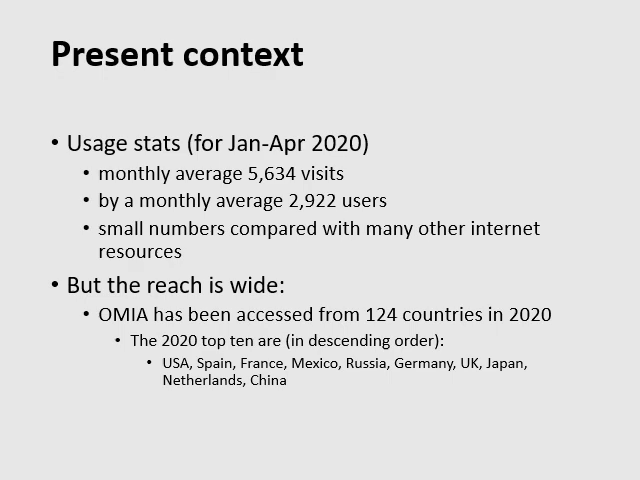 Present context
• Usage stats (for Jan-Apr 2020)
• monthly average 5,634 visits
• by a monthly average 2,922 users
• small numbers compared with many other internet
resources
• But the reach is wide:
• OMIA has been accessed from 124 countries in 2020
• The 2020 top ten are (in descending order):
• USA, Spain, France, Mexico, Russia, Germany, UK, Japan,
Netherlands, China